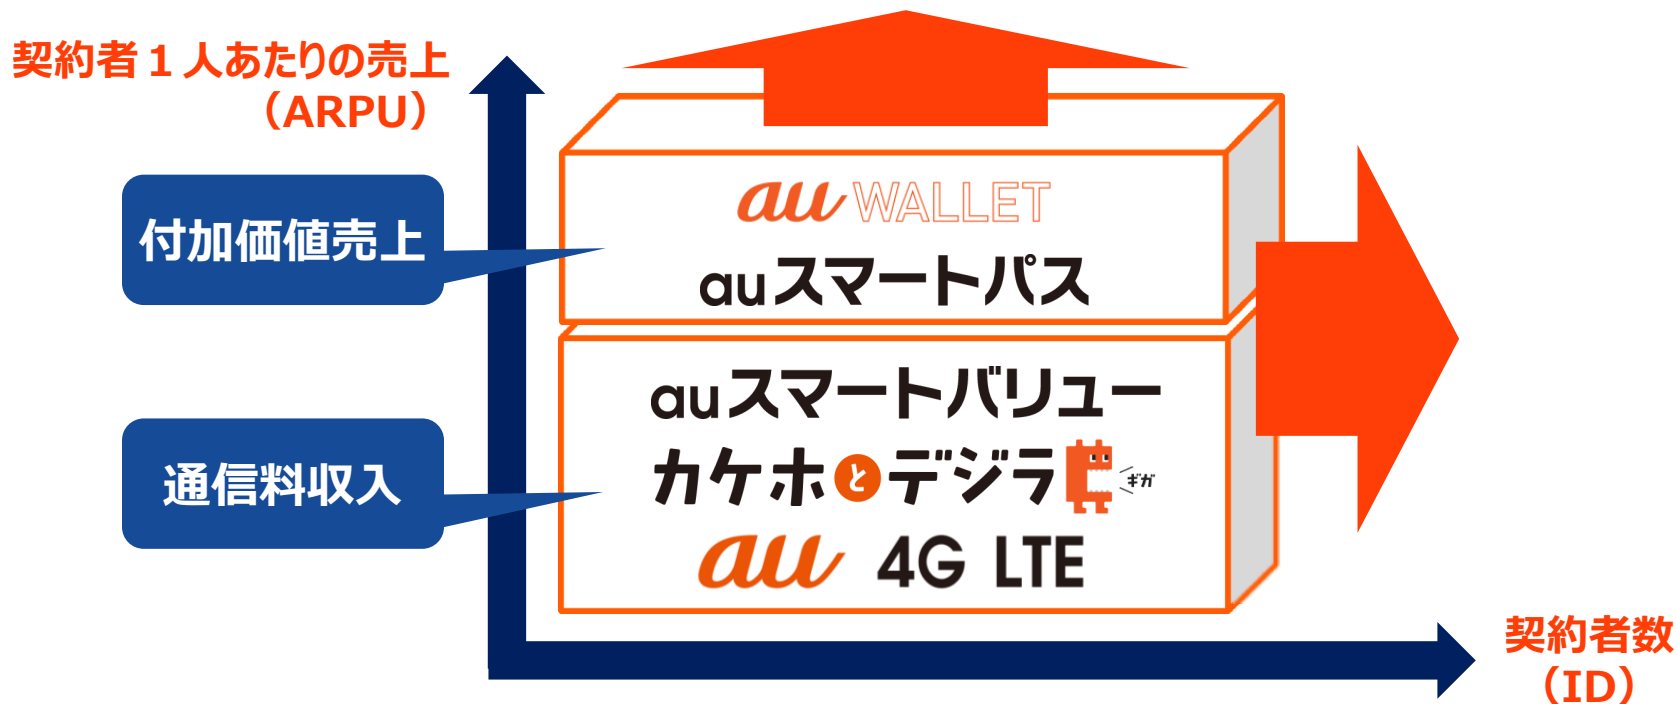 契約者1人あたりの売上
（ARPU）
付加価値売上
au WALLET
auスマートパス
auスマートバリュー
カケホとデジラ
ギガ
通信料収入
au 4G LTE
契約者数
（ID）